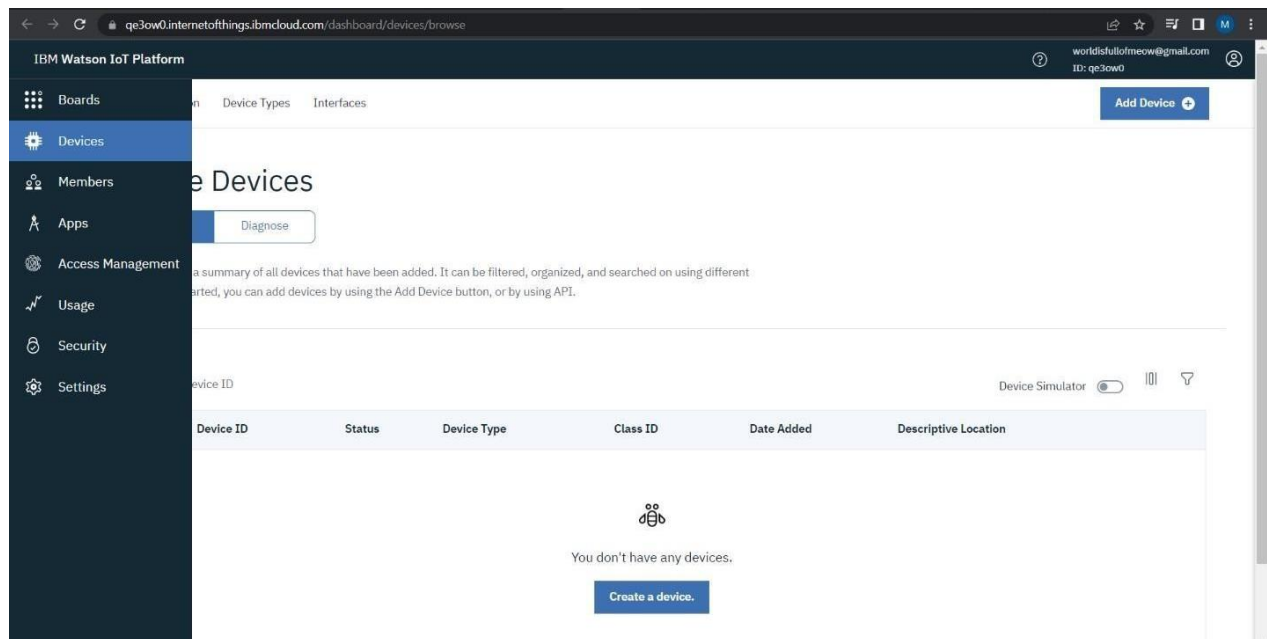 qe3ow0.internetofthings.ibmcloud.com/dashboard/devices/browse
M
IBM Watson IoT Platform
worldisfullofmeow@gmail.com
ID: qe3ow0
Boards
Device Types Interfaces
Add Device
Devices
Members
e Devices
Apps
Diagnose
Access Management
a summary of all devices that have been added. It can be filtered, organized, and searched on using different
arted, you can add devices by using the Add Device button, or by using API.
Usage
Security
Settings
evice ID
Device Simulator
Device ID Status Device Type Class ID Date Added Descriptive Location
You don't have any devices.
Create a device.